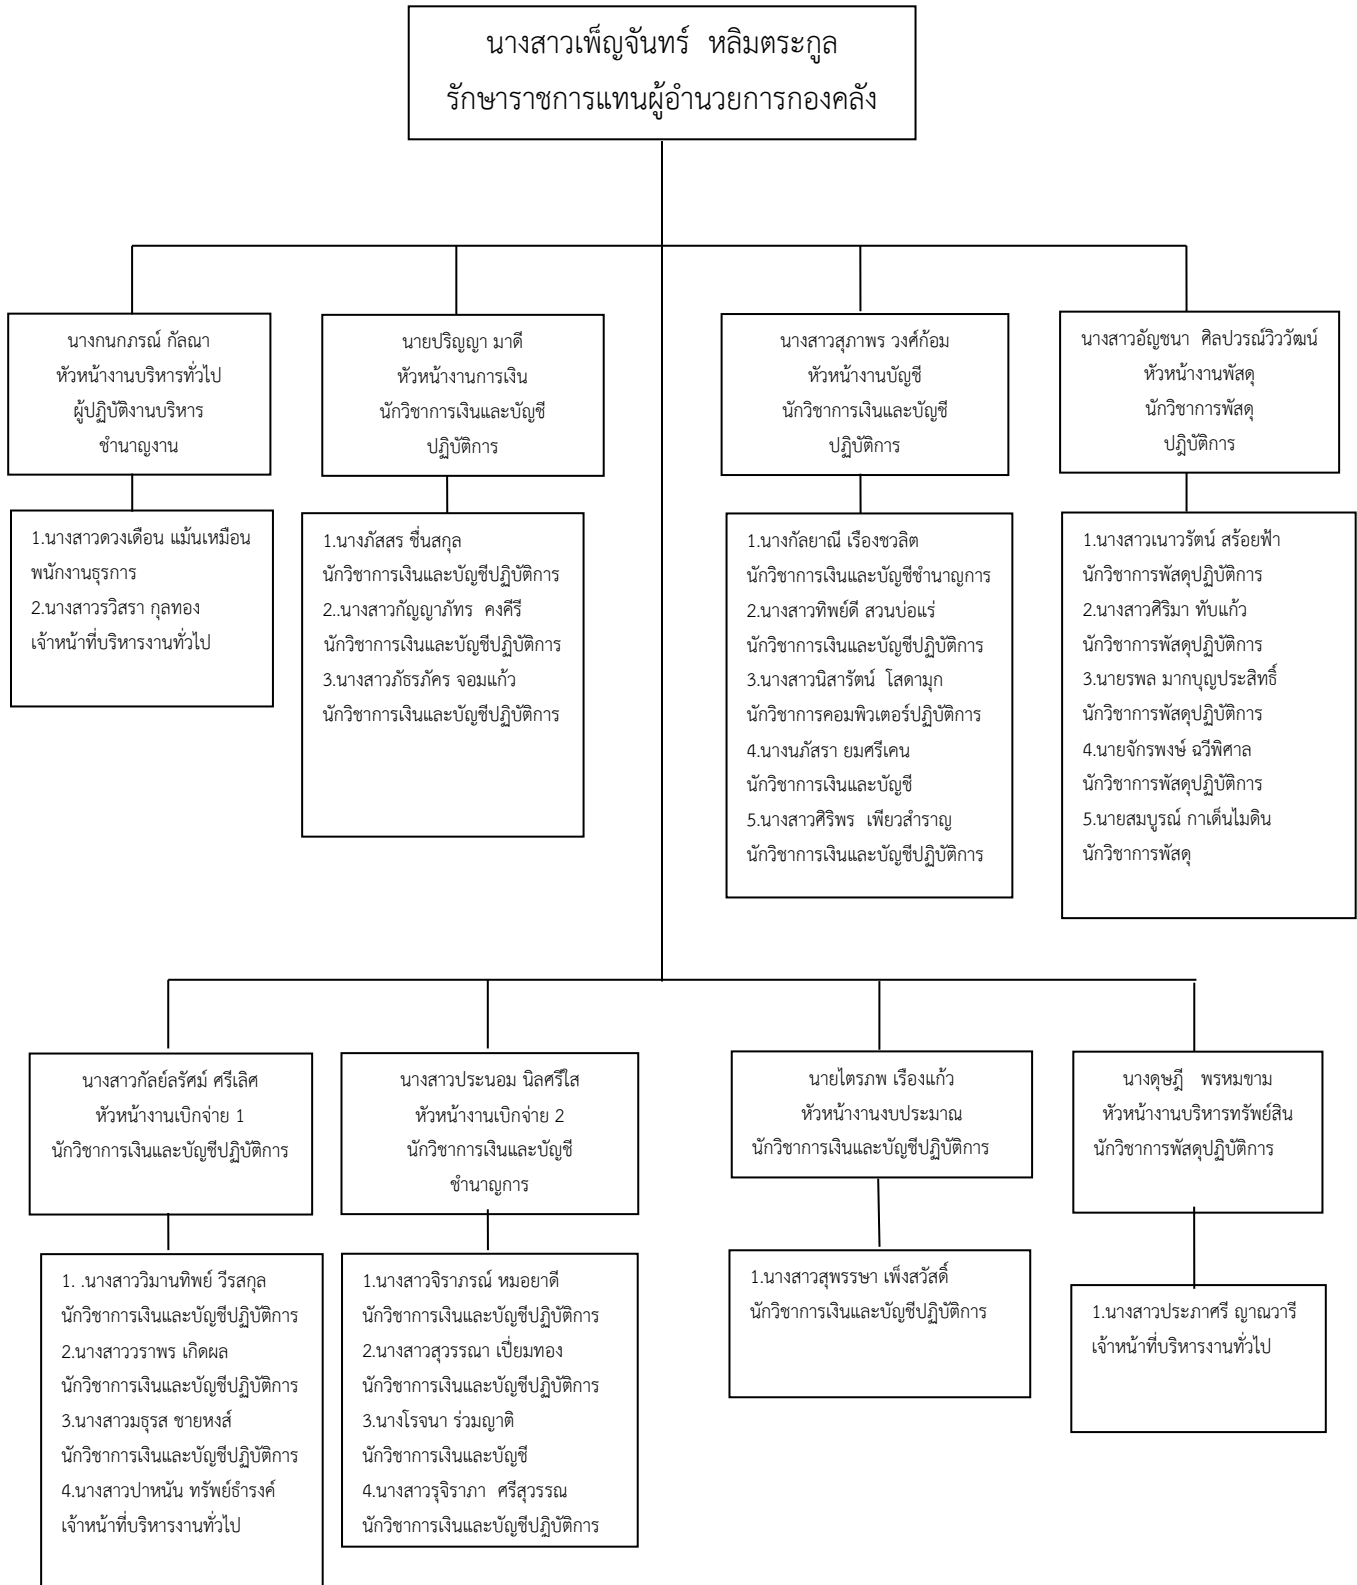 นางสาวเพ็ญจันทร์ หลิมตระกูล
รักษาราชการแทนผู้อำนวยการกองคลัง
นางกนกภรณ์ กัลณา
หัวหน้างานบริหารทั่วไป
ผู้ปฏิบัติงานบริหาร
ชำนาญงาน
1.นางสาวดวงเดือน แม้นเหมือน
พนักงานธุรการ
2.นางสาวรวิสรา กุลทอง
เจ้าหน้าที่บริหารงานทั่วไป
นายปริญญา มาดี
หัวหน้างานการเงิน
นักวิชาการเงินและบัญชี
ปฏิบัติการ
1.นางภัสสร ชื่นสกุล
นักวิชาการเงินและบัญชีปฏิบัติการ
2..นางสาวกัญญาภัทร คงคีรี
นักวิชาการเงินและบัญชีปฏิบัติการ
3.นางสาวภัธรภัคร จอมแก้ว
นักวิชาการเงินและบัญชีปฏิบัติการ
นางสาวสุภาพร วงศ์ก้อม
หัวหน้างานบัญชี
นักวิชาการเงินและบัญชี
ปฏิบัติการ
1.นางกัลยาณี เรืองชวลิต
นักวิชาการเงินและบัญชีชำนาญการ
2.นางสาวทิพย์ดี สวนบ่อแร่
นักวิชาการเงินและบัญชีปฏิบัติการ
3.นางสาวนิสารัตน์ โสดามุก
นักวิชาการคอมพิวเตอร์ปฏิบัติการ
4.นางนภัสรา ยมศรีเคน
นักวิชาการเงินและบัญชี
5.นางสาวศิริพร เพียวสำราญ
นักวิชาการเงินและบัญชีปฏิบัติการ
นางสาวอัญชนา ศิลปวรณ์วิววัฒน์
หัวหน้างานพัสดุ
นักวิชาการพัสดุ
ปฎิบัติการ
1.นางสาวเนาวรัตน์ สร้อยฟ้า
นักวิชาการพัสดุปฏิบัติการ
2.นางสาวศิริมา ทับแก้ว
นักวิชาการพัสดุปฏิบัติการ
3.นายรพล มากบุญประสิทธิ์
นักวิชาการพัสดุปฏิบัติการ
4.นายจักรพงษ์ ฉวีพิศาล
นักวิชาการพัสดุปฏิบัติการ
5.นายสมบูรณ์ กาเด็นไมดิน
นักวิชาการพัสดุ
นางสาวกัลย์ลรัศม์ ศรีเลิศ
หัวหน้างานเบิกจ่าย 1
นักวิชาการเงินและบัญชีปฏิบัติการ
1. .นางสาววิมานทิพย์ วีรสกุล
นักวิชาการเงินและบัญชีปฏิบัติการ
2.นางสาววราพร เกิดผล
นักวิชาการเงินและบัญชีปฏิบัติการ
3.นางสาวมธุรส ชายหงส์
นักวิชาการเงินและบัญชีปฏิบัติการ
4.นางสาวปาหนัน ทรัพย์ธำรงค์
เจ้าหน้าที่บริหารงานทั่วไป
นางสาวประนอม นิลศรีใส
หัวหน้างานเบิกจ่าย 2
นักวิชาการเงินและบัญชี
ชำนาญการ
1.นางสาวจิราภรณ์ หมอยาดี
นักวิชาการเงินและบัญชีปฏิบัติการ
2.นางสาวสุวรรณา เปี่ยมทอง
นักวิชาการเงินและบัญชีปฏิบัติการ
3.นางโรจนา ร่วมญาติ
นักวิชาการเงินและบัญชี
4.นางสาวรุจิราภา ศรีสุวรรณ
นักวิชาการเงินและบัญชีปฎิบัติการ
นายไตรภพ เรืองแก้ว
หัวหน้างานงบประมาณ
นักวิชาการเงินและบัญชีปฏิบัติการ
1.นางสาวสุพรรษา เพ็งสวัสดิ์
นักวิชาการเงินและบัญชีปฏิบัติการ
นางดุษฎี พรหมขาม
หัวหน้างานบริหารทรัพย์สิน
นักวิชาการพัสดุปฏิบัติการ
1.นางสาวประภาศรี ญาณวารี
เจ้าหน้าที่บริหารงานทั่วไป